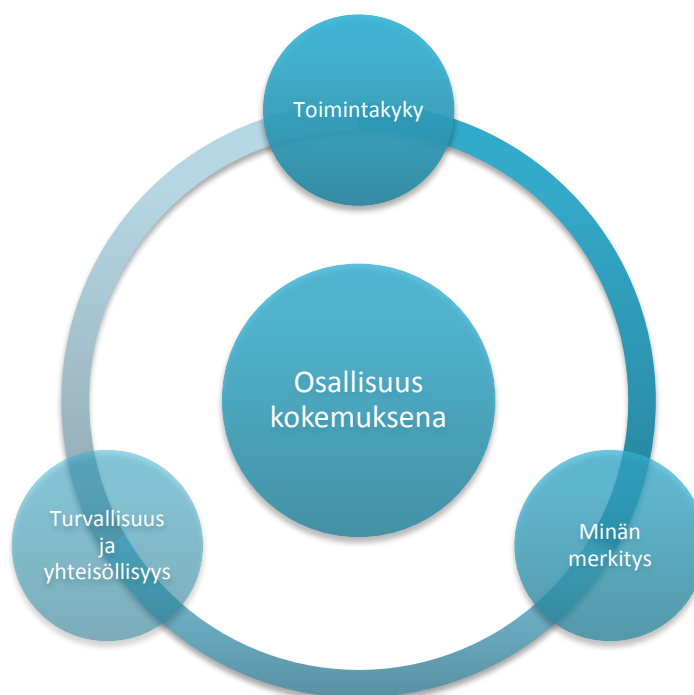 Toimintakyky
Osallisuus
kokemuksena
Turvallisuus
ja
yhteisöllisyys
Minän
merkitys